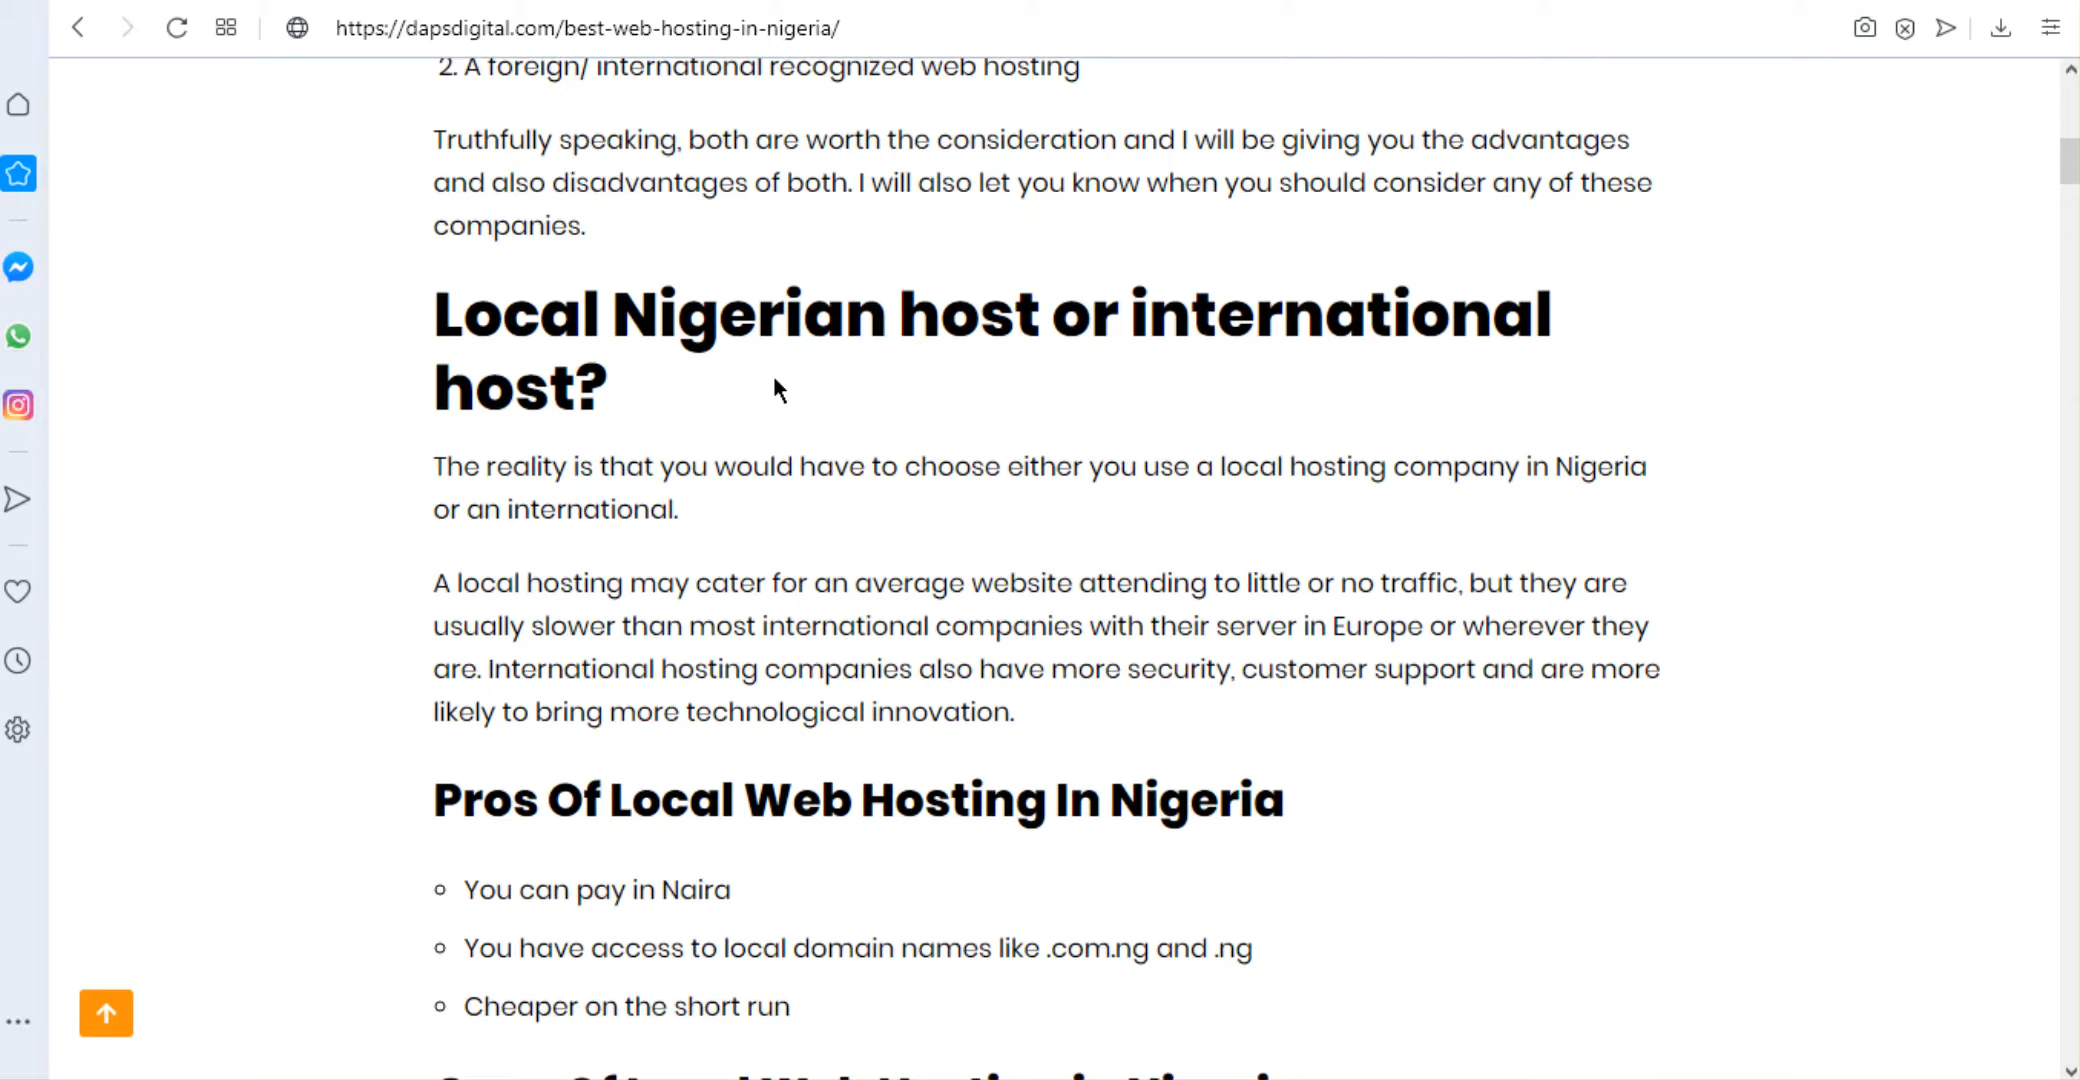 https://dapsdigital.com/best-web-hosting-in-nigeria/
2. A foreign/ international recognized web hosting
Truthfully speaking, both are worth the consideration and I will be giving you the advantages
and also disadvantages of both. I will also let you know when you should consider any of these
companies.
Local Nigerian host or international
host?
The reality is that you would have to choose either you use a local hosting company in Nigeria
or an international.
A local hosting may cater for an average website attending to little or no traffic, but they are
usually slower than most international companies with their server in Europe or wherever they
are. International hosting companies also have more security, customer support and are more
likely to bring more technological innovation.
Pros Of Local Web Hosting In Nigeria
You can pay in Naira
You have access to local domain names like .com.ng and .ng
Cheaper on the short run